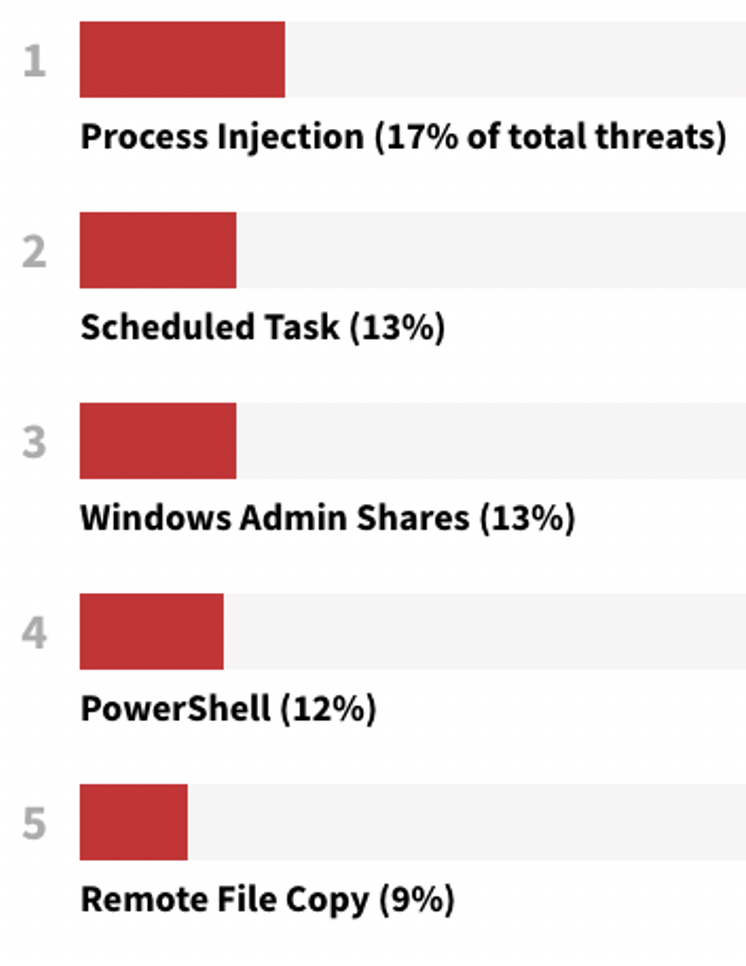 1
Process Injection (17% of total threats)
2
Scheduled Task (13%)
3
Windows Admin Shares (13%)
4
PowerShell (12%)
5
Remote File Copy (9%)